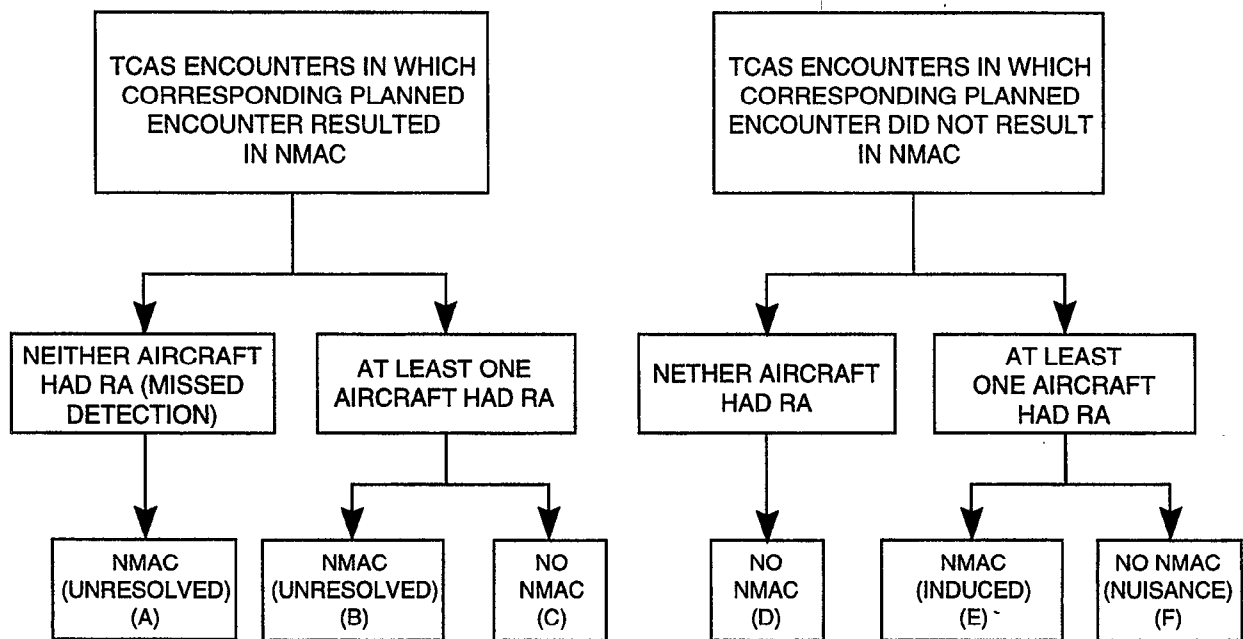 TCAS ENCOUNTERS IN WHICH
CORRESPONDING PLANNED
ENCOUNTER RESULTED
IN NMAC
TCAS ENCOUNTERS IN WHICH
CORRESPONDING PLANNED
ENCOUNTER DID NOT RESULT
IN NMAC
NEITHER AIRCRAFT
HAD RA (MISSED
DETECTION)
AT LEAST ONE
AIRCRAFT HAD RA
NETHER AIRCRAFT
HAD RA
AT LEAST
ONE AIRCRAFT
HAD RA
NMAC
(UNRESOLVED)
(A)
NMAC
(UNRESOLVED)
(B)
NO
NMAC
(C)
NO
NMAC
(D)
NMAC
(INDUCED)
(E)
NO NMAC
(NUISANCE)
(F)